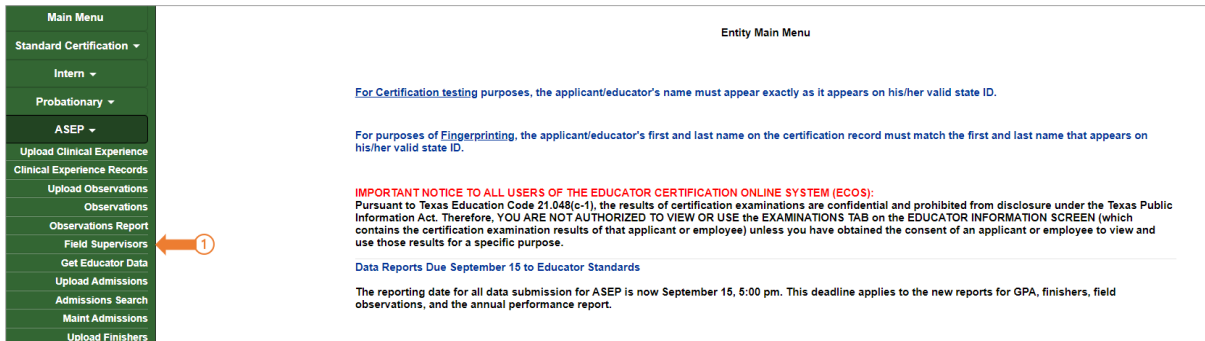 Main Menu
Standard Certification
Intern
Probationary
ASEP
Upload Clinical Experience
Clinical Experience Records
Upload Observations
Observations
Observations Report
Field Supervisors
Get Educator Data
Upload Admissions
Admissions Search
Maint Admissions
Upload Finishers
1
Entity Main Menu
For Certification testing purposes, the applicant/educator's name must appear exactly as it appears on his/her valid state ID.
For purposes of Fingerprinting, the applicant/educator's first and last name on the certification record must match the first and last name that appears on
his/her valid state ID.
IMPORTANT NOTICE TO ALL USERS OF THE EDUCATOR CERTIFICATION ONLINE SYSTEM (ECOS):
Pursuant to Texas Education Code 21.048(c-1), the results of certification examinations are confidential and prohibited from disclosure under the Texas Public
Information Act. Therefore, YOU ARE NOT AUTHORIZED TO VIEW OR USE the EXAMINATIONS TAB on the EDUCATOR INFORMATION SCREEN (which
contains the certification examination results of that applicant or employee) unless you have obtained the consent of an applicant or employee to view and
use those results for a specific purpose.
Data Reports Due September 15 to Educator Standards
The reporting date for all data submission for ASEP is now September 15, 5:00 pm. This deadline applies to the new reports for GPA, finishers, field
observations, and the annual performance report.